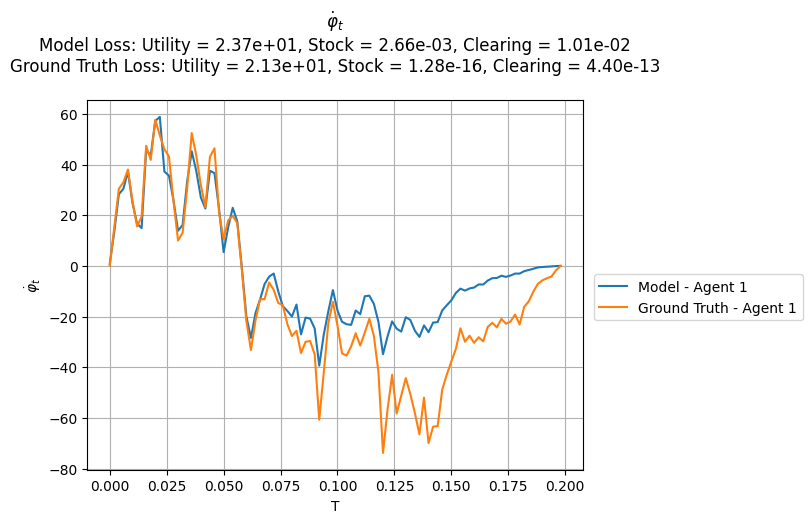 φ̇ₜ
Model Loss: Utility = 2.37e+01, Stock = 2.66e-03, Clearing = 1.01e-02
Ground Truth Loss: Utility = 2.13e+01, Stock = 1.28e-16, Clearing = 4.40e-13
60
40
20
0
−20
−40
−60
−80
φ̇ₜ
0.000 0.025 0.050 0.075 0.100 0.125 0.150 0.175 0.200
T
Model - Agent 1
Ground Truth - Agent 1